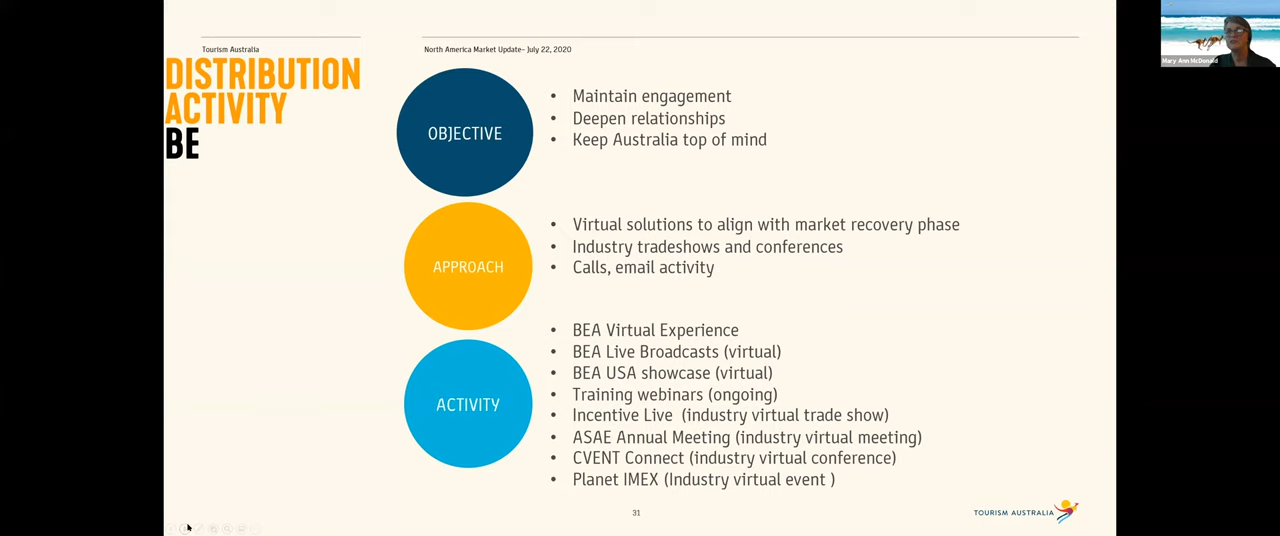 Tourism Australia
North America Market Update– July 22, 2020
DISTRIBUTION
ACTIVITY
BE
OBJECTIVE
• Maintain engagement
• Deepen relationships
• Keep Australia top of mind
APPROACH
• Virtual solutions to align with market recovery phase
• Industry tradeshows and conferences
• Calls, email activity
ACTIVITY
• BEA Virtual Experience
• BEA Live Broadcasts (virtual)
• BEA USA showcase (virtual)
• Training webinars (ongoing)
• Incentive Live  (industry virtual trade show)
• ASAE Annual Meeting (industry virtual meeting)
• CVENT Connect (industry virtual conference)
• Planet IMEX (Industry virtual event )
31
TOURISM AUSTRALIA
Mary Ann McDonald